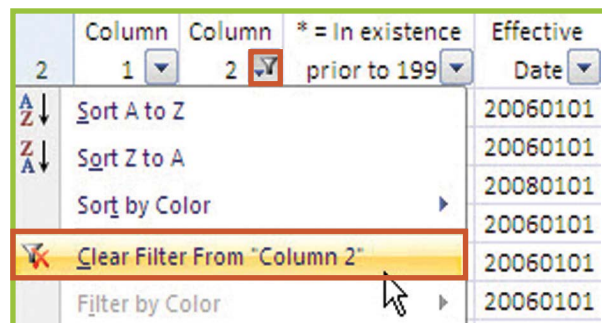 Column Column * = In existence Effective
2 1 2 prior to 199 Date
Sort A to Z 20060101
Sort Z to A 20060101
20080101
Sort by Color 20060101
Clear Filter From "Column 2" 20060101
Filter by Color 20060101